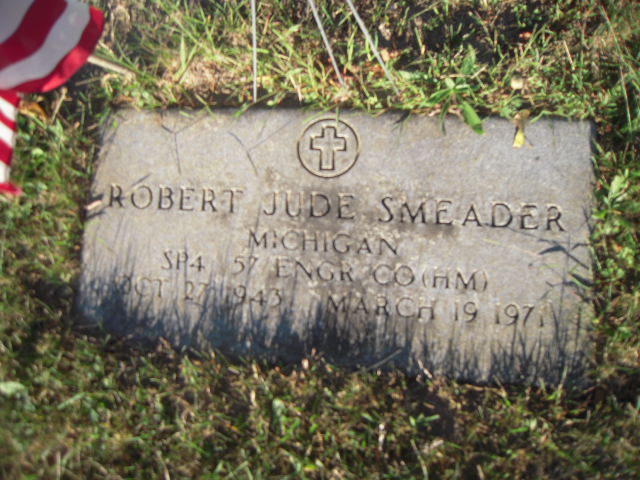 ROBERT JUDE SMEADER
MICHIGAN
SP4 57 ENGR CO (HM)
OCT 27 1943 MARCH 19 1971